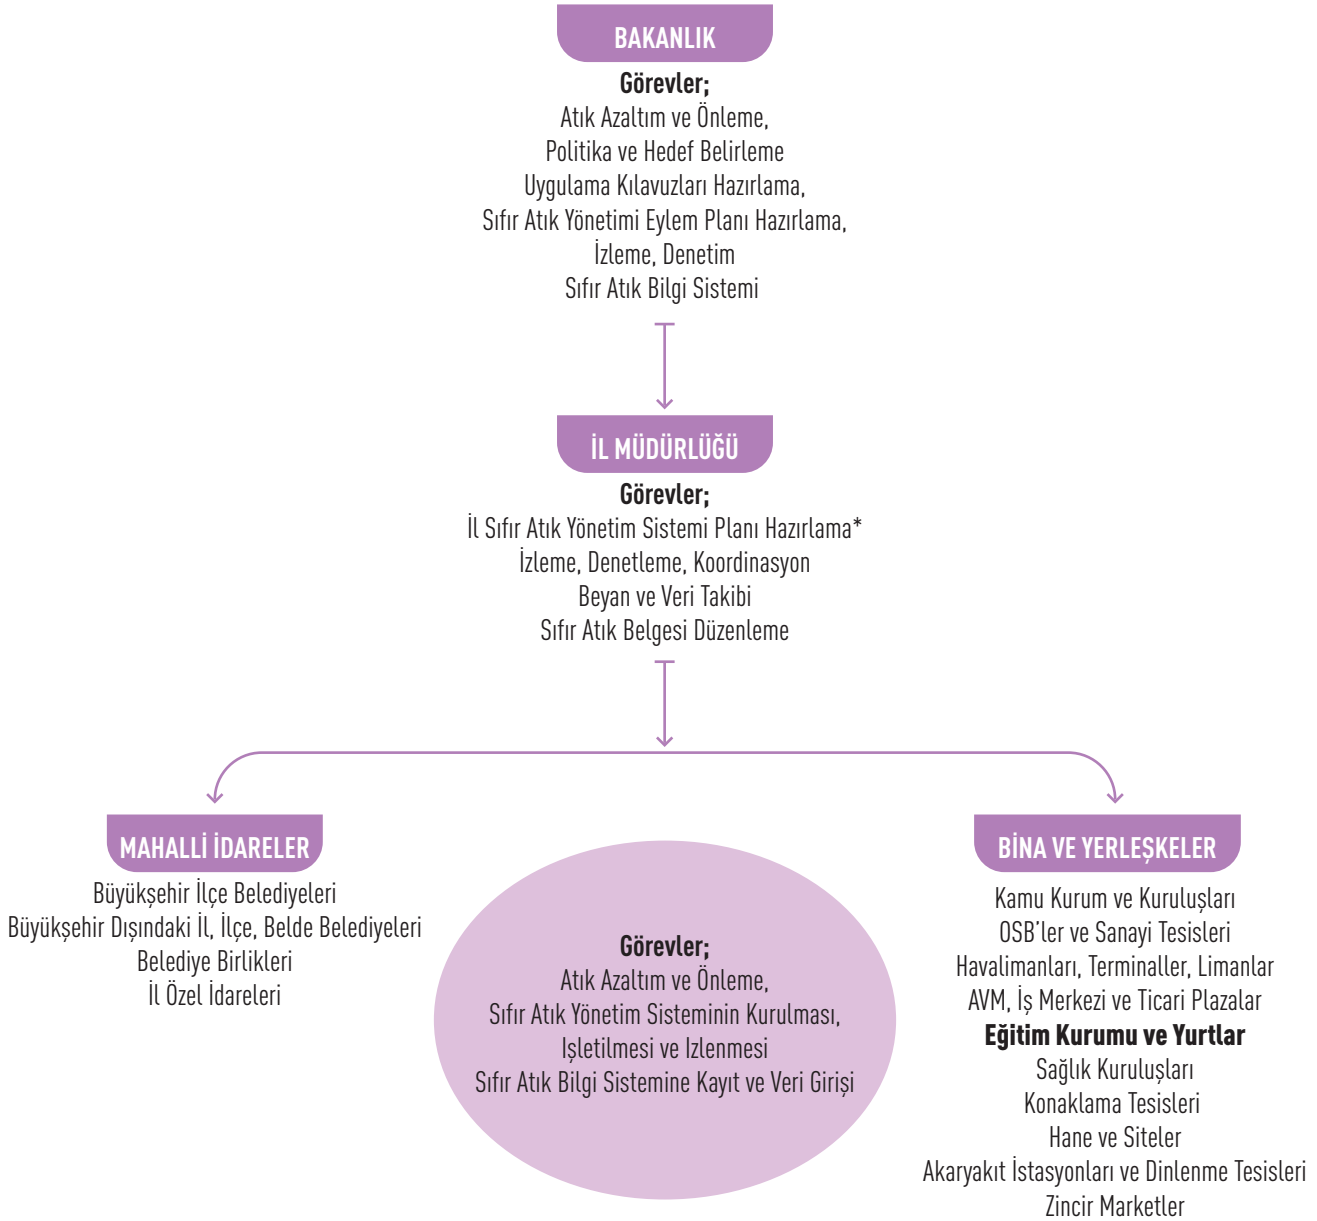 BAKANLIK
Görevler;
Atık Azaltım ve Önleme,
Politika ve Hedef Belirleme
Uygulama Kılavuzları Hazırlama,
Sıfır Atık Yönetimi Eylem Planı Hazırlama,
İzleme, Denetim
Sıfır Atık Bilgi Sistemi
İL MÜDÜRLÜĞÜ
Görevler;
İl Sıfır Atık Yönetim Sistemi Planı Hazırlama*
İzleme, Denetleme, Koordinasyon
Beyan ve Veri Takibi
Sıfır Atık Belgesi Düzenleme
MAHALLİ İDARELER
Büyükşehir İlçe Belediyeleri
Büyükşehir Dışındaki İl, İlçe, Belde Belediyeleri
Belediye Birlikleri
İl Özel İdareleri
Görevler;
Atık Azaltım ve Önleme,
Sıfır Atık Yönetim Sisteminin Kurulması,
Işletilmesi ve Izlenmesi
Sıfır Atık Bilgi Sistemine Kayıt ve Veri Girişi
BİNA VE YERLEŞKELER
Kamu Kurum ve Kuruluşları
OSB'ler ve Sanayi Tesisleri
Havalimanları, Terminaller, Limanlar
AVM, İş Merkezi ve Ticari Plazalar
Eğitim Kurumu ve Yurtlar
Sağlık Kuruluşları
Konaklama Tesisleri
Hane ve Siteler
Akaryakıt İstasyonları ve Dinlenme Tesisleri
Zincir Marketler